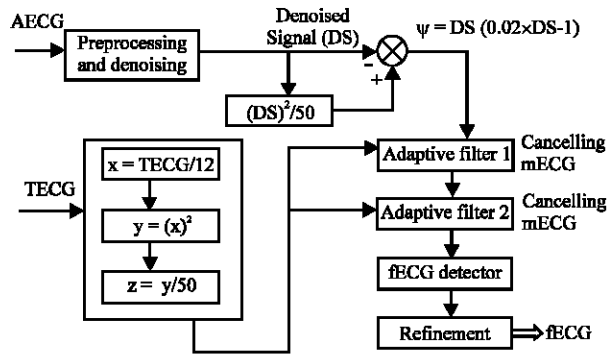 AECG
Preprocessing
and denoising
Denoised
Signal (DS)
ψ = DS (0.02×DS-1)
-
+
(DS)²/50
TECG
x = TECG/12
y = (x)²
z = y/50
Adaptive filter 1
Cancelling
mECG
Adaptive filter 2
Cancelling
mECG
fECG detector
Refinement
fECG